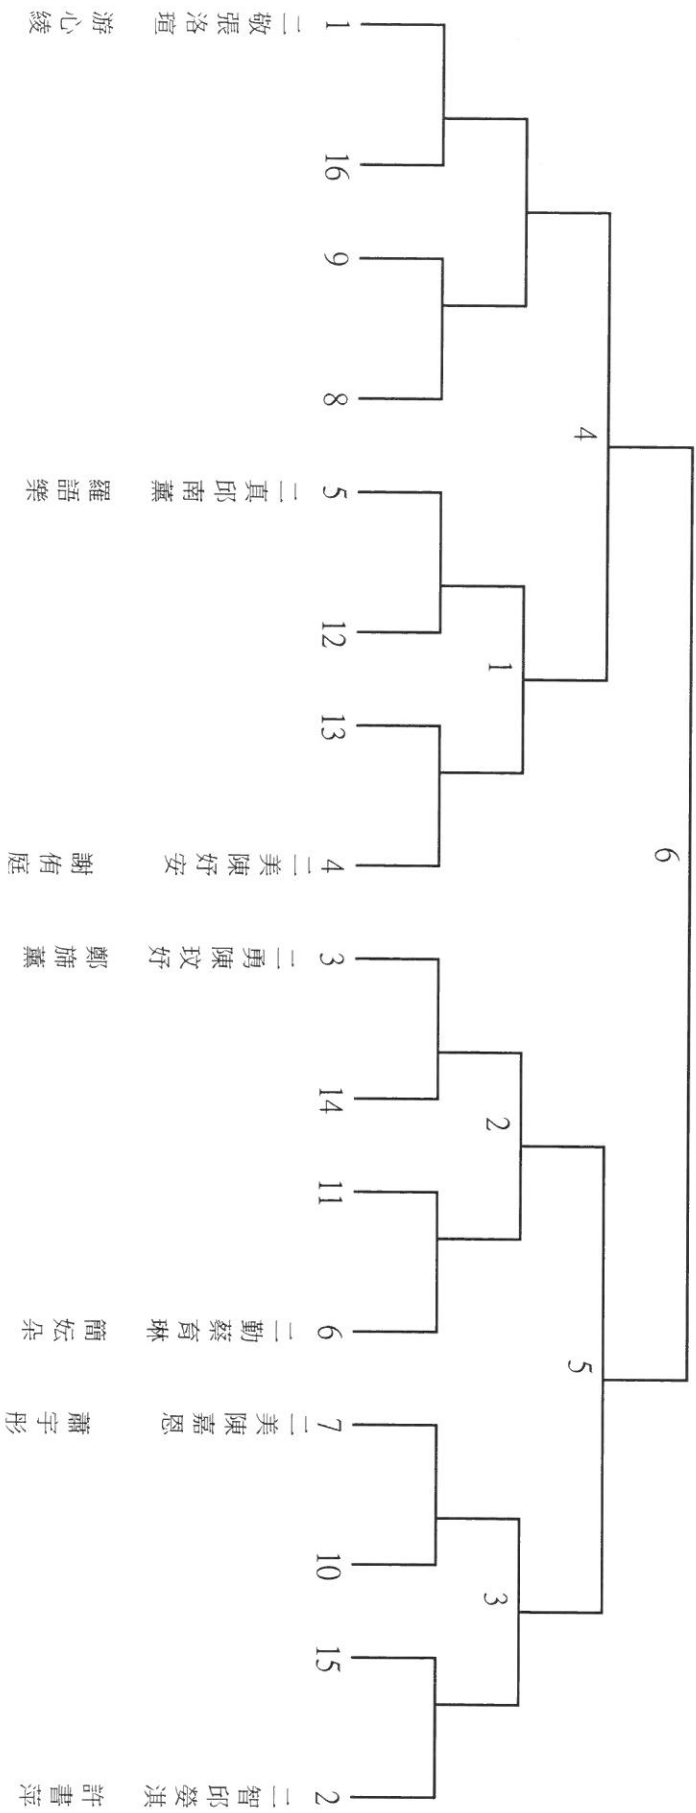 6
4 5
1 2 3
1 16 9 8 5 12 13 4 3 14 11 6 7 10 15 2
二敬張洛瑄 游心綾
二真邱南薰 羅語樂
二美陳妤安 謝侑庭
二勇陳玟妤 鄭旆薰
二勤蔡育琳 簡妘朵
二美陳嘉恩 蕭宇彤
二智邱嫈淇 許書萍